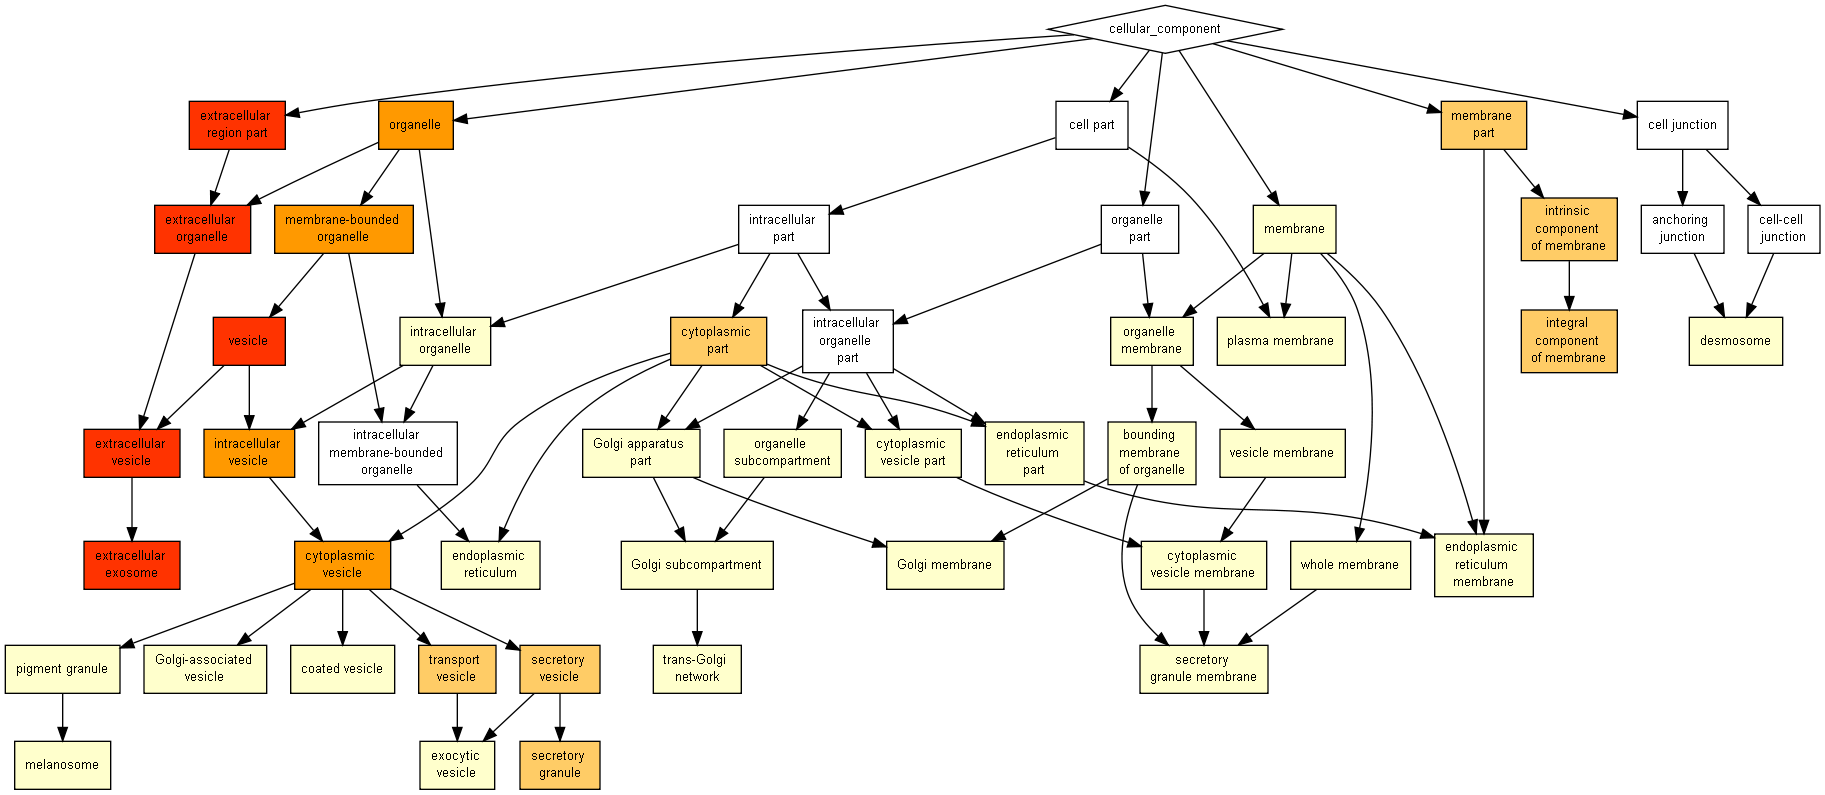 cellular_component
extracellular
region part
organelle
cell part
membrane
part
cell junction
extracellular
organelle
membrane-bounded
organelle
intracellular
part
organelle
part
membrane
intrinsic
component
of membrane
anchoring
junction
cell-cell
junction
vesicle
intracellular
organelle
cytoplasmic
part
intracellular
organelle
part
organelle
membrane
plasma membrane
integral
component
of membrane
desmosome
extracellular
vesicle
intracellular
vesicle
intracellular
membrane-bounded
organelle
Golgi apparatus
part
organelle
subcompartment
cytoplasmic
vesicle part
endoplasmic
reticulum
part
bounding
membrane
of organelle
vesicle membrane
extracellular
exosome
cytoplasmic
vesicle
endoplasmic
reticulum
Golgi subcompartment
Golgi membrane
cytoplasmic
vesicle membrane
whole membrane
endoplasmic
reticulum
membrane
pigment granule
Golgi-associated
vesicle
coated vesicle
transport
vesicle
secretory
vesicle
trans-Golgi
network
secretory
granule membrane
melanosome
exocytic
vesicle
secretory
granule